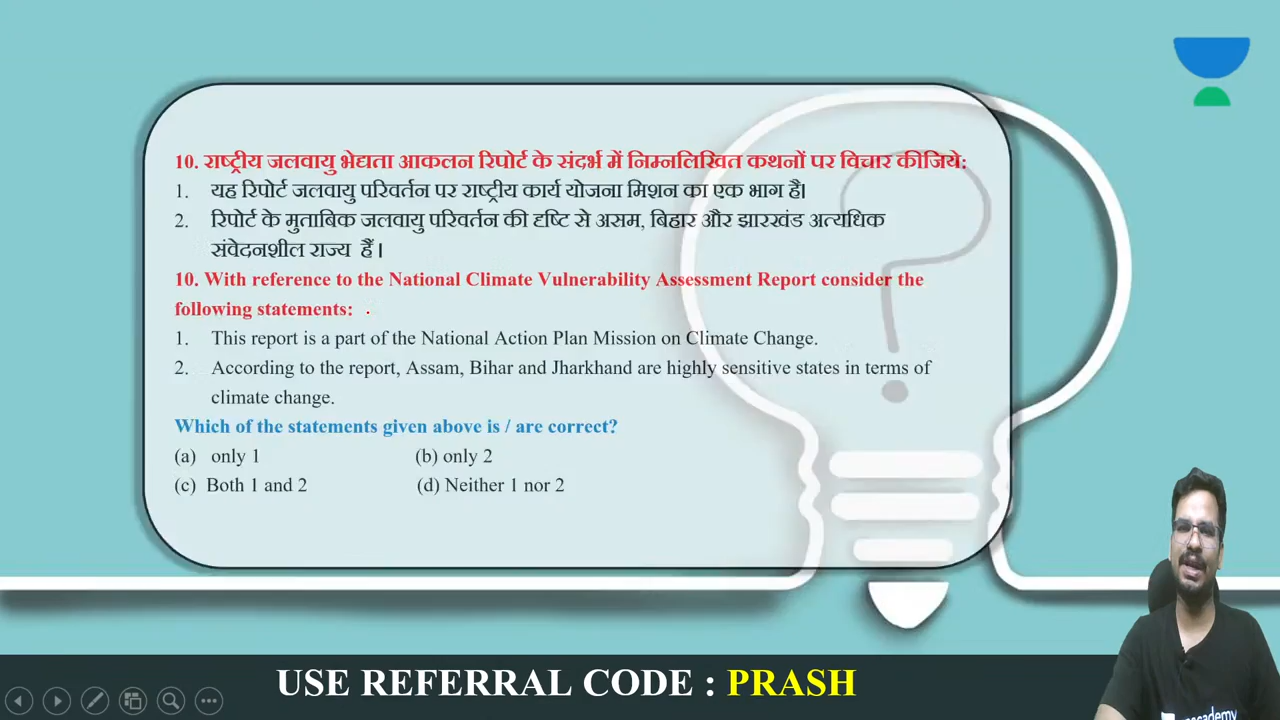 10. राष्ट्रीय जलवायु भेद्यता आकलन रिपोर्ट के संदर्भ में निम्नलिखित कथनों पर विचार कीजिये:
1. यह रिपोर्ट जलवायु परिवर्तन पर राष्ट्रीय कार्य योजना मिशन का एक भाग है।
2. रिपोर्ट के मुताबिक जलवायु परिवर्तन की दृष्टि से असम, बिहार और झारखंड अत्यधिक
संवेदनशील राज्य हैं।
10. With reference to the National Climate Vulnerability Assessment Report consider the
following statements:
1. This report is a part of the National Action Plan Mission on Climate Change.
2. According to the report, Assam, Bihar and Jharkhand are highly sensitive states in terms of
climate change.
Which of the statements given above is / are correct?
(a) only 1 (b) only 2
(c) Both 1 and 2 (d) Neither 1 nor 2
USE REFERRAL CODE : PRASH